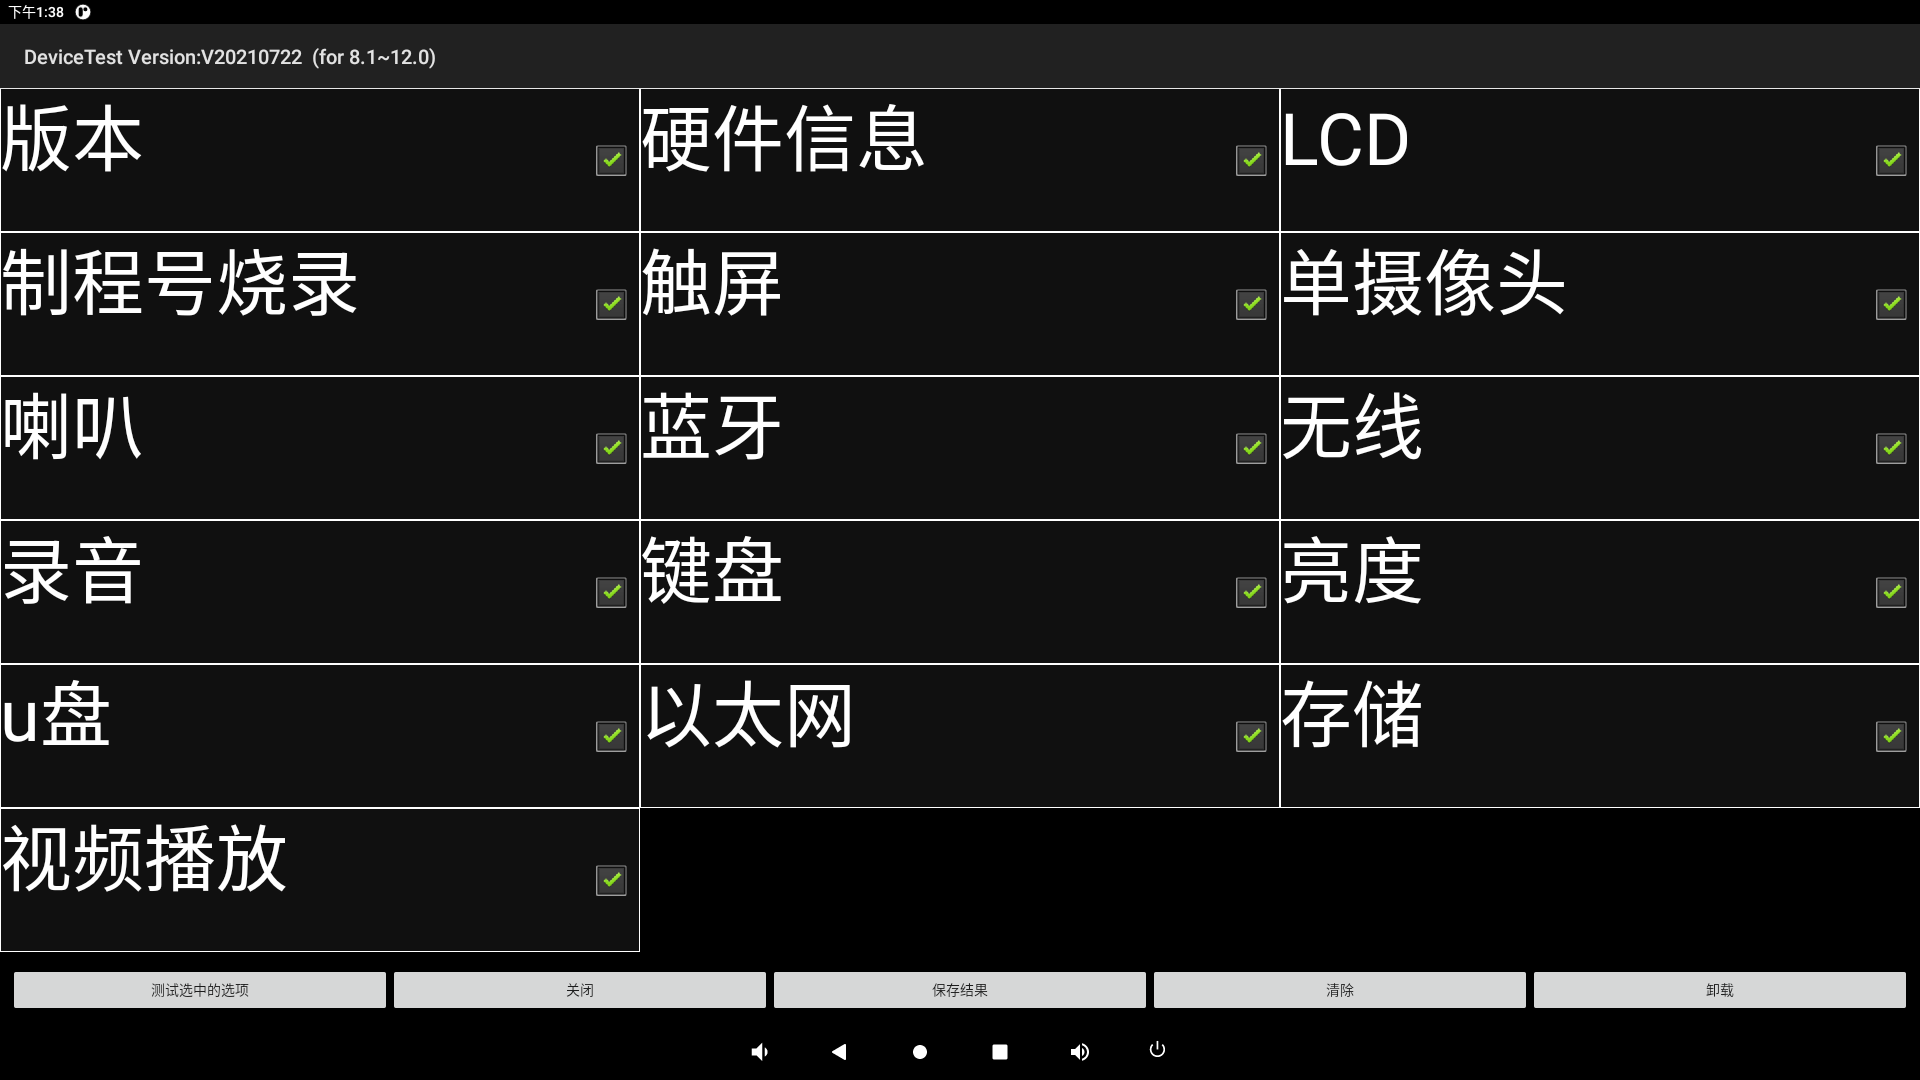 下午1:38
DeviceTest Version:V20210722  (for 8.1~12.0)
版本
硬件信息
LCD
制程号烧录
触屏
单摄像头
喇叭
蓝牙
无线
录音
键盘
亮度
u盘
以太网
存储
视频播放
测试选中的选项
关闭
保存结果
清除
卸载